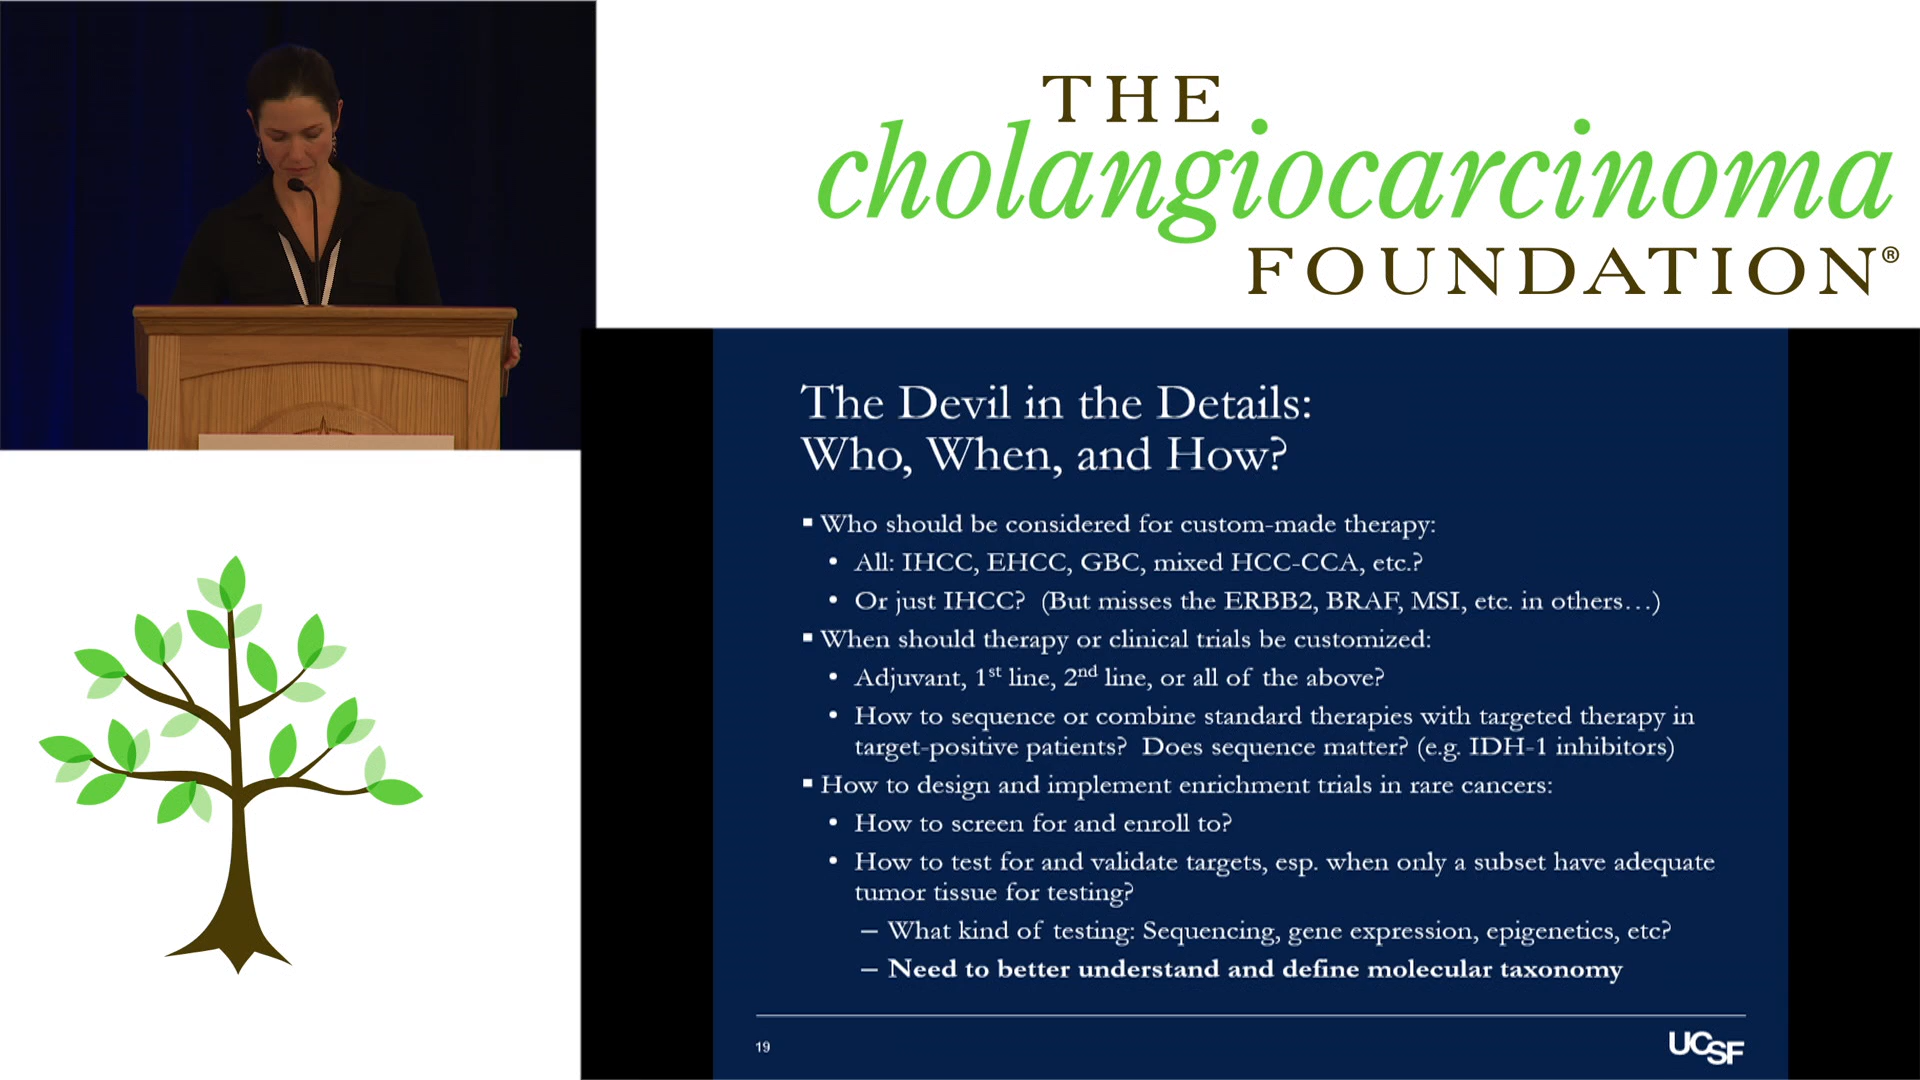 THE
cholangiocarcinoma
FOUNDATION®
The Devil in the Details:
Who, When, and How?
▪ Who should be considered for custom-made therapy:
• All: IHCC, EHCC, GBC, mixed HCC-CCA, etc.?
• Or just IHCC? (But misses the ERBB2, BRAF, MSI, etc. in others…)
▪ When should therapy or clinical trials be customized:
• Adjuvant, 1st line, 2nd line, or all of the above?
• How to sequence or combine standard therapies with targeted therapy in
target-positive patients? Does sequence matter? (e.g. IDH-1 inhibitors)
▪ How to design and implement enrichment trials in rare cancers:
• How to screen for and enroll to?
• How to test for and validate targets, esp. when only a subset have adequate
tumor tissue for testing?
– What kind of testing: Sequencing, gene expression, epigenetics, etc?
– Need to better understand and define molecular taxonomy
19
UCSF